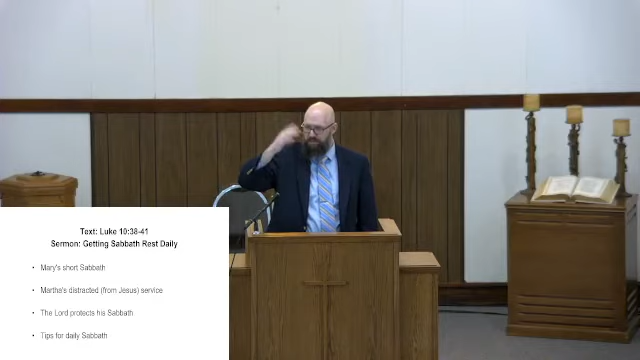 Text: Luke 10:38-41
Sermon: Getting Sabbath Rest Daily
• Mary's short Sabbath
• Martha's distracted (from Jesus) service
• The Lord protects his Sabbath
• Tips for daily Sabbath